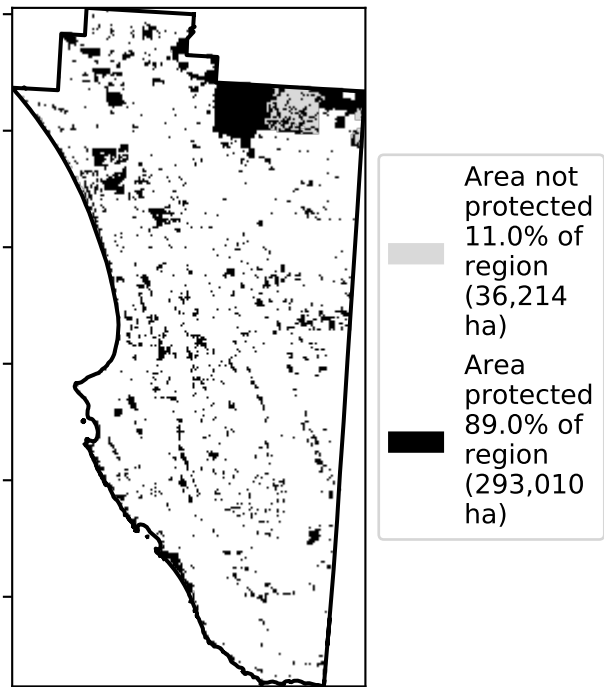 Area not
protected
11.0% of
region
(36,214
ha)
Area
protected
89.0% of
region
(293,010
ha)